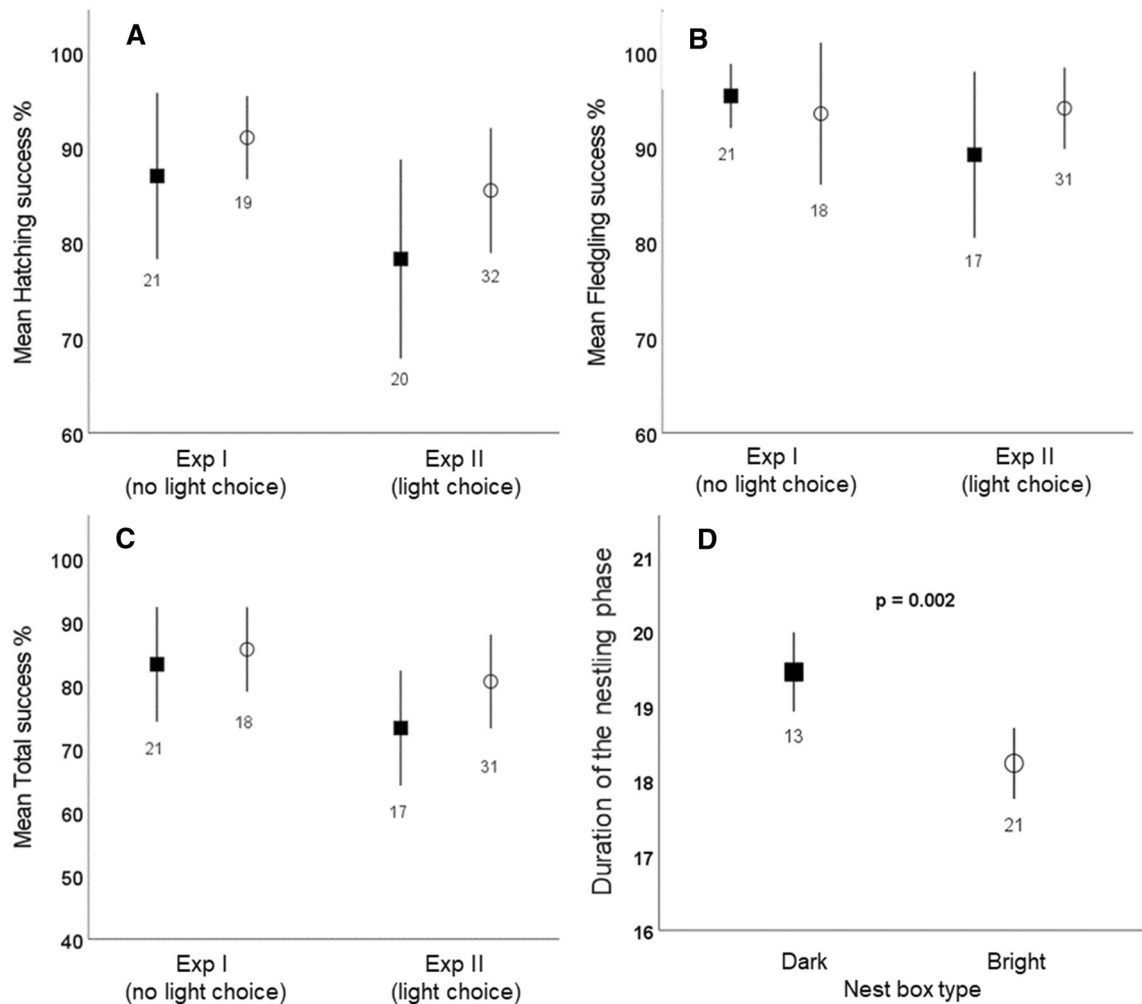 A
Mean Hatching success %
100
90
80
70
60
21
19
20
32
Exp I
(no light choice)
Exp II
(light choice)
B
Mean Fledgling success %
100
90
80
70
60
21
18
17
31
Exp I
(no light choice)
Exp II
(light choice)
C
Mean Total success %
100
90
80
70
60
50
40
21
18
17
31
Exp I
(no light choice)
Exp II
(light choice)
D
Duration of the nestling phase
21
20
19
18
17
16
p = 0.002
13
21
Dark
Bright
Nest box type